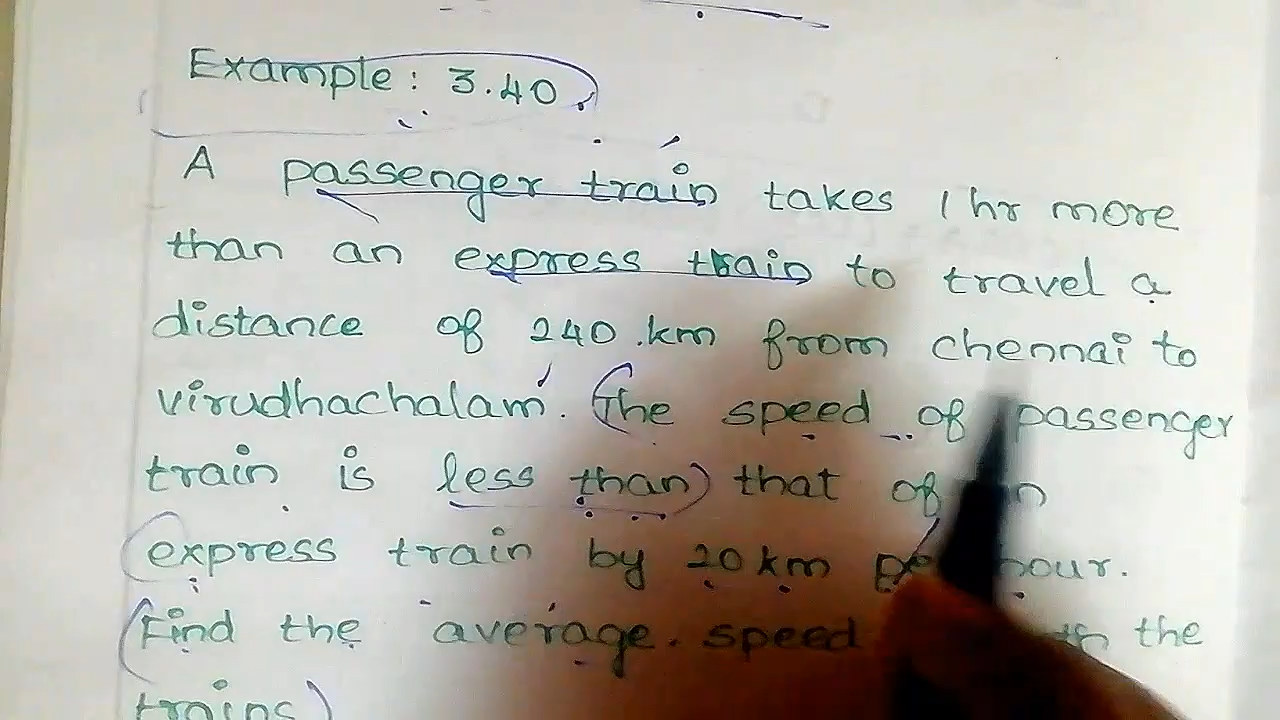 Example: 3.40
A passenger train takes 1 hr more
than an express train to travel a
distance of 240 km from chennai to
virudhachalam. The speed of passenger
train is less than) that of
(express train by 20 km hour.
(Find the average speed the
trains)